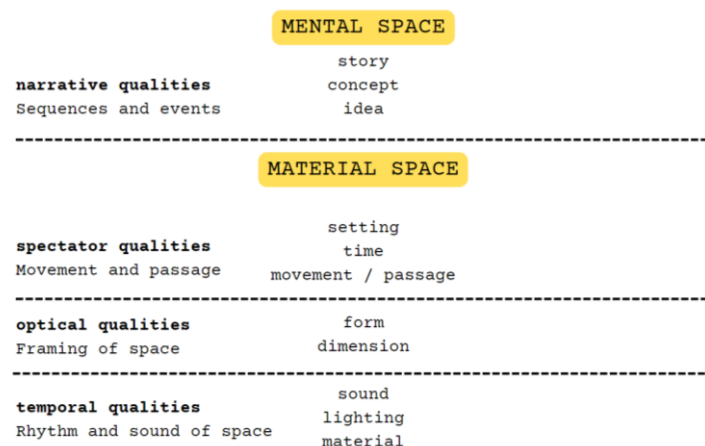 MENTAL SPACE
story
narrative qualities
concept
Sequences and events
idea
MATERIAL SPACE
setting
spectator qualities
time
Movement and passage
movement / passage
optical qualities
form
Framing of space
dimension
sound
temporal qualities
lighting
Rhythm and sound of space
material